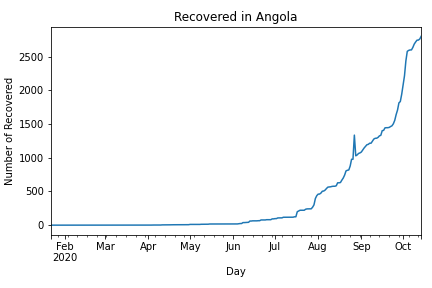 Recovered in Angola
Number of Recovered
2500
2000
1500
1000
500
0
Feb Mar Apr May Jun Jul Aug Sep Oct
2020
Day